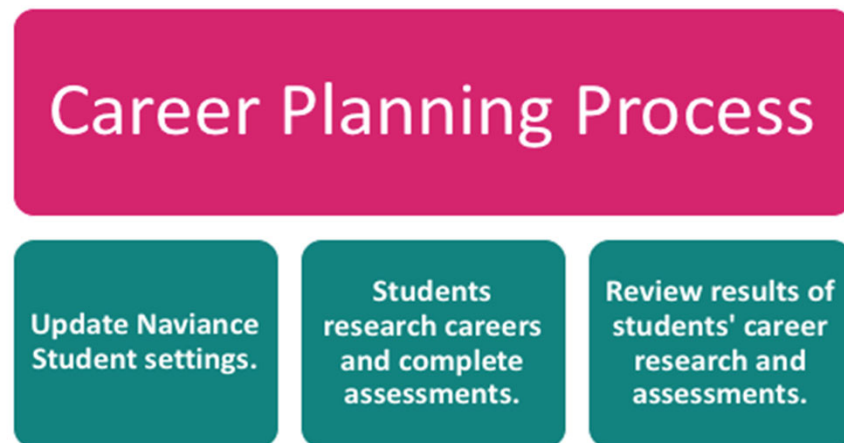 Career Planning Process
Update Naviance
Student settings.
Students
research careers
and complete
assessments.
Review results of
students' career
research and
assessments.